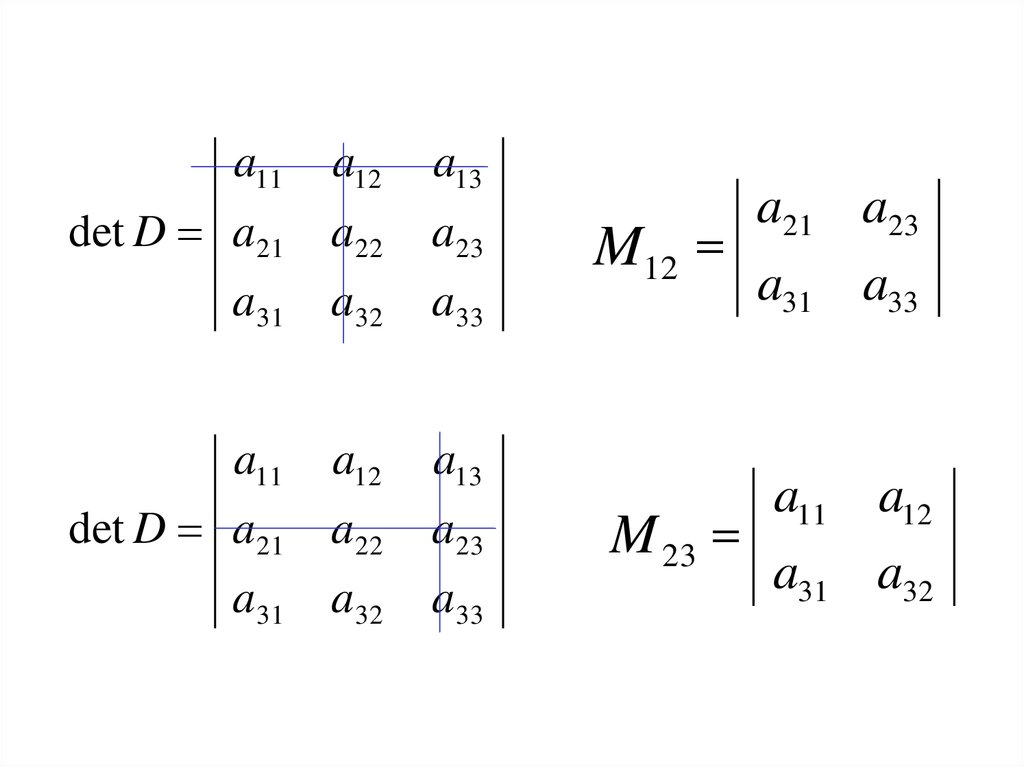 a11 a12 a13
det D = a21 a22 a23
a31 a32 a33
M12 =
a21 a23
a31 a33
a11 a12 a13
det D = a21 a22 a23
a31 a32 a33
M23 =
a11 a12
a31 a32